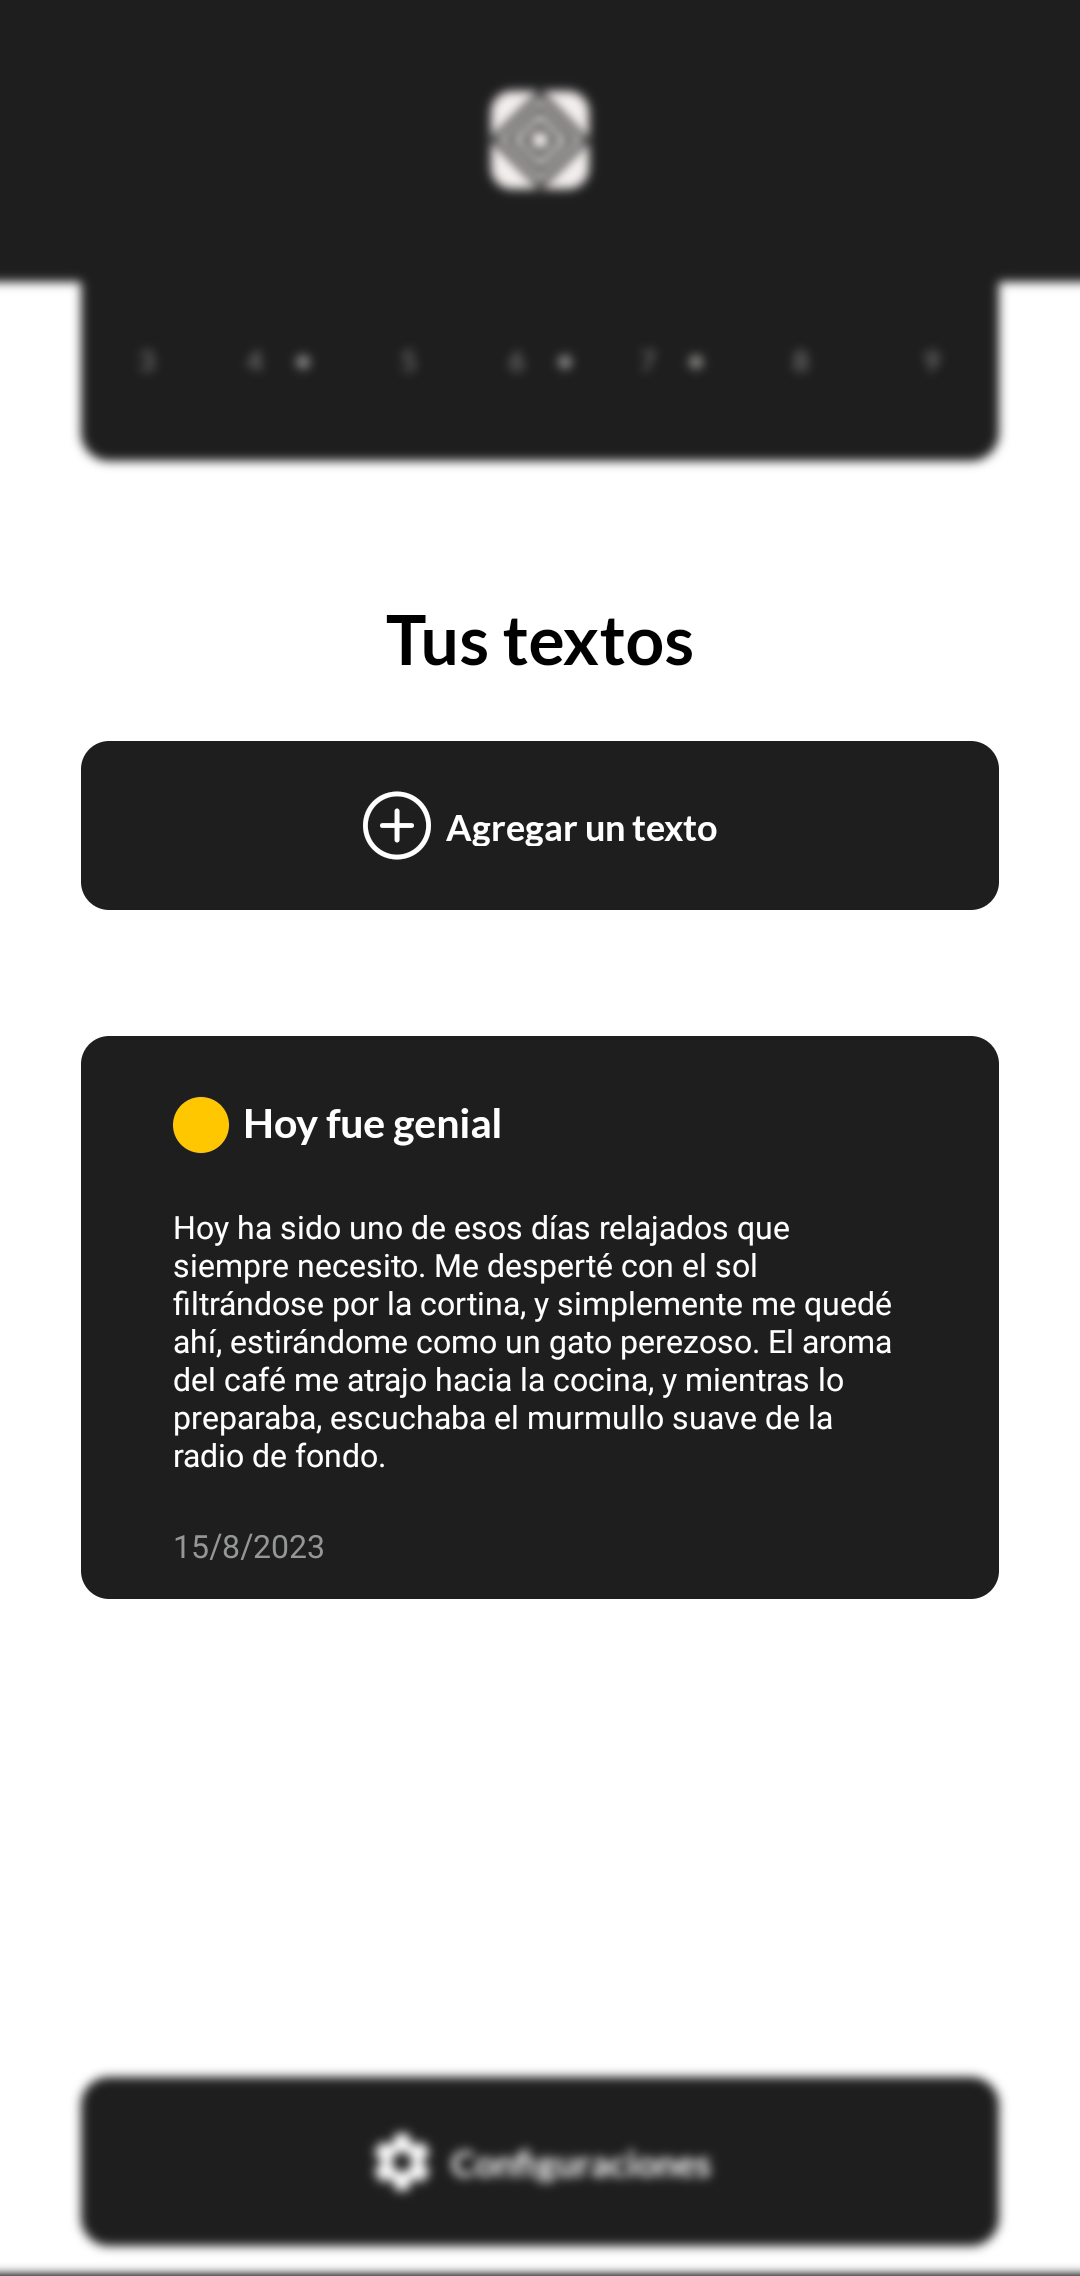 3 4 5 6 7 8 9
Tus textos
Agregar un texto
Hoy fue genial
Hoy ha sido uno de esos días relajados que
siempre necesito. Me desperté con el sol
filtrándose por la cortina, y simplemente me quedé
ahí, estirándome como un gato perezoso. El aroma
del café me atrajo hacia la cocina, y mientras lo
preparaba, escuchaba el murmullo suave de la
radio de fondo.
15/8/2023
Configuraciones